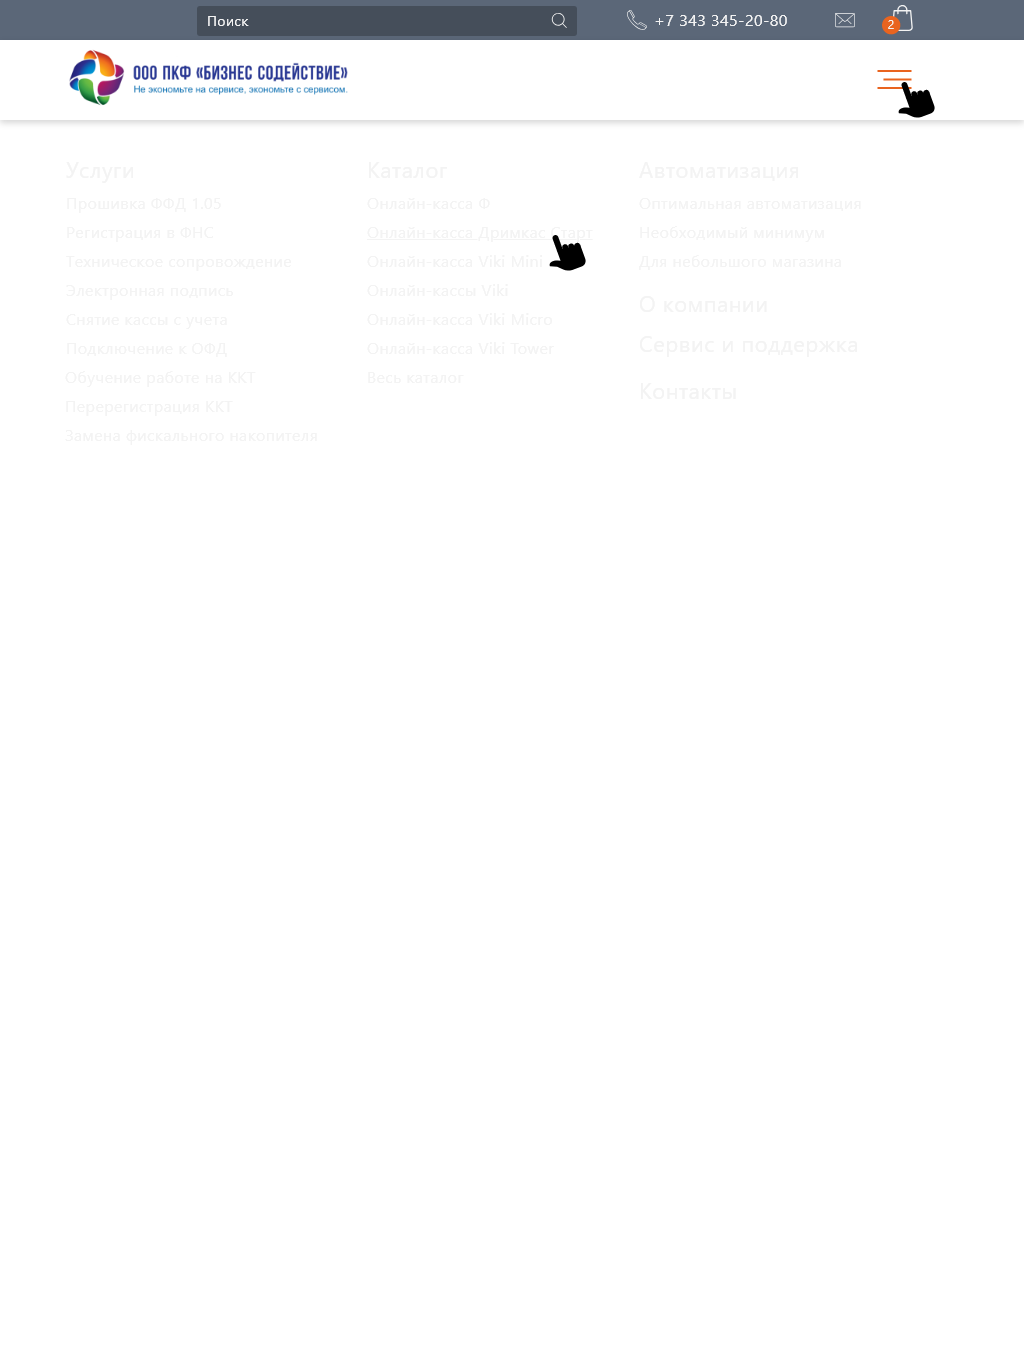 Поиск
+7 343 345-20-80
2
ООО ПКФ «БИЗНЕС СОДЕЙСТВИЕ»
Не экономьте на сервисе, экономьте с сервисом.
Услуги
Прошивка ФФД 1.05
Регистрация в ФНС
Техническое сопровождение
Электронная подпись
Снятие кассы с учета
Подключение к ОФД
Обучение работе на ККТ
Перерегистрация ККТ
Замена фискального накопителя
Каталог
Онлайн-касса Ф
Онлайн-касса Дримкас Старт
Онлайн-касса Viki Mini
Онлайн-кассы Viki
Онлайн-касса Viki Micro
Онлайн-касса Viki Tower
Весь каталог
Автоматизация
Оптимальная автоматизация
Необходимый минимум
Для небольшого магазина
О компании
Сервис и поддержка
Контакты